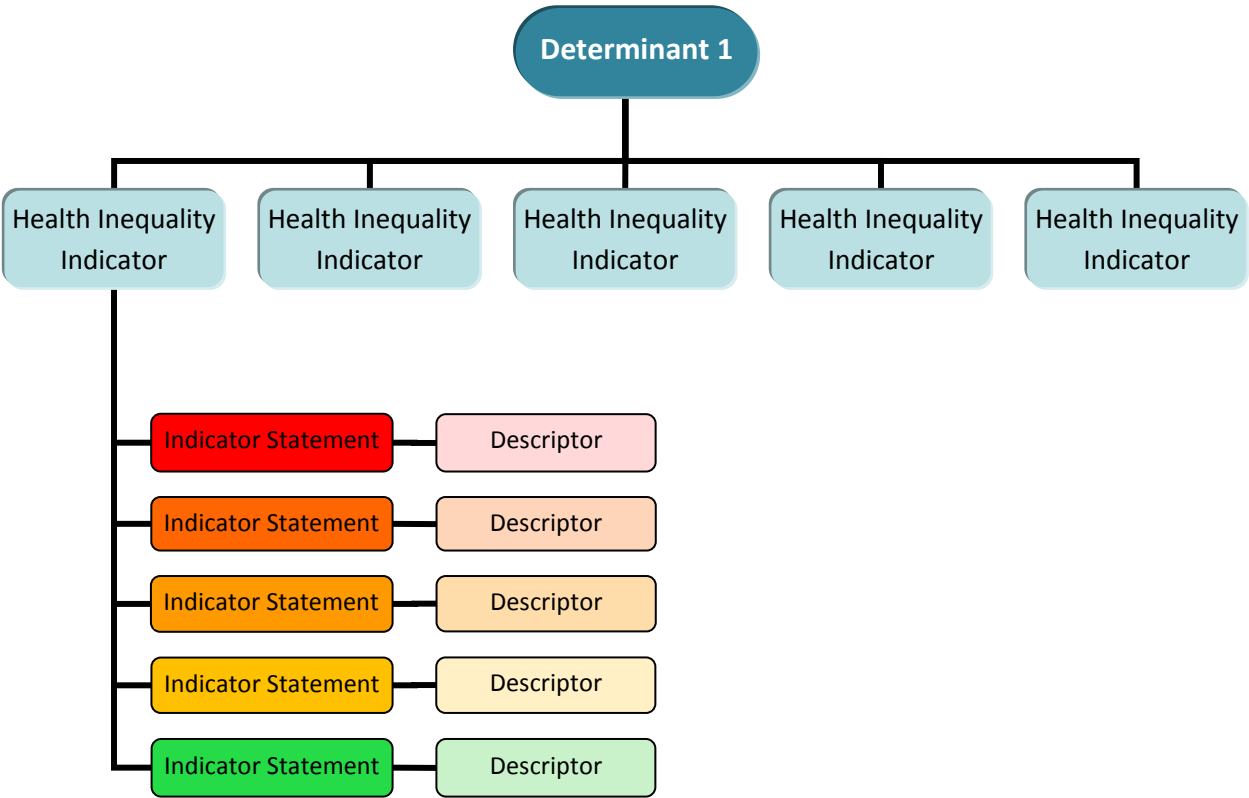 Determinant 1
Health Inequality
Indicator
Health Inequality
Indicator
Health Inequality
Indicator
Health Inequality
Indicator
Health Inequality
Indicator
Indicator Statement
Descriptor
Indicator Statement
Descriptor
Indicator Statement
Descriptor
Indicator Statement
Descriptor
Indicator Statement
Descriptor